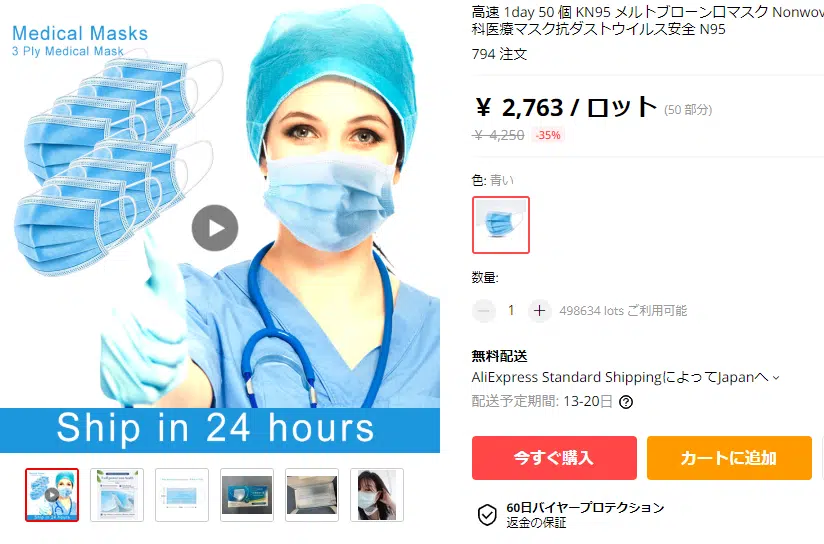 Medical Masks
3 Ply Medical Mask
Ship in 24 hours
高速 1day 50 個 KN95 メルトブローン口マスク Nonwov
科医療マスク抗ダストウイルス安全 N95
794 注文
¥ 2,763 / ロット (50 部分)
¥ 4,250 -35%
色: 青い
数量:
1 498634 lots ご利用可能
無料配送
AliExpress Standard ShippingによってJapanへ
配送予定期間: 13-20日
今すぐ購入
カートに追加
60日バイヤープロテクション
返金の保証